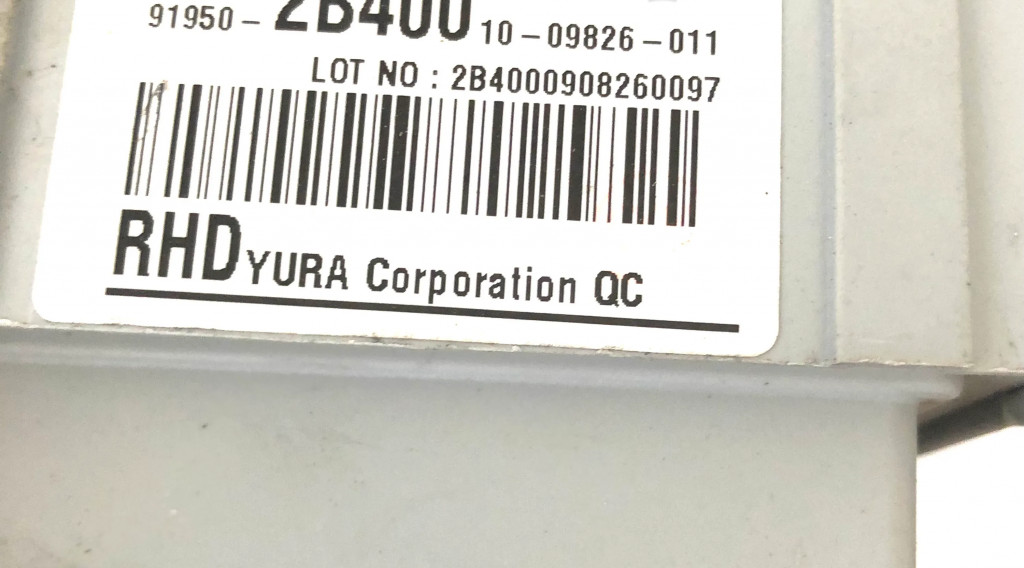 91950- 2B400 10-09826-011
LOT NO : 2B4000908260097
RHD YURA Corporation QC